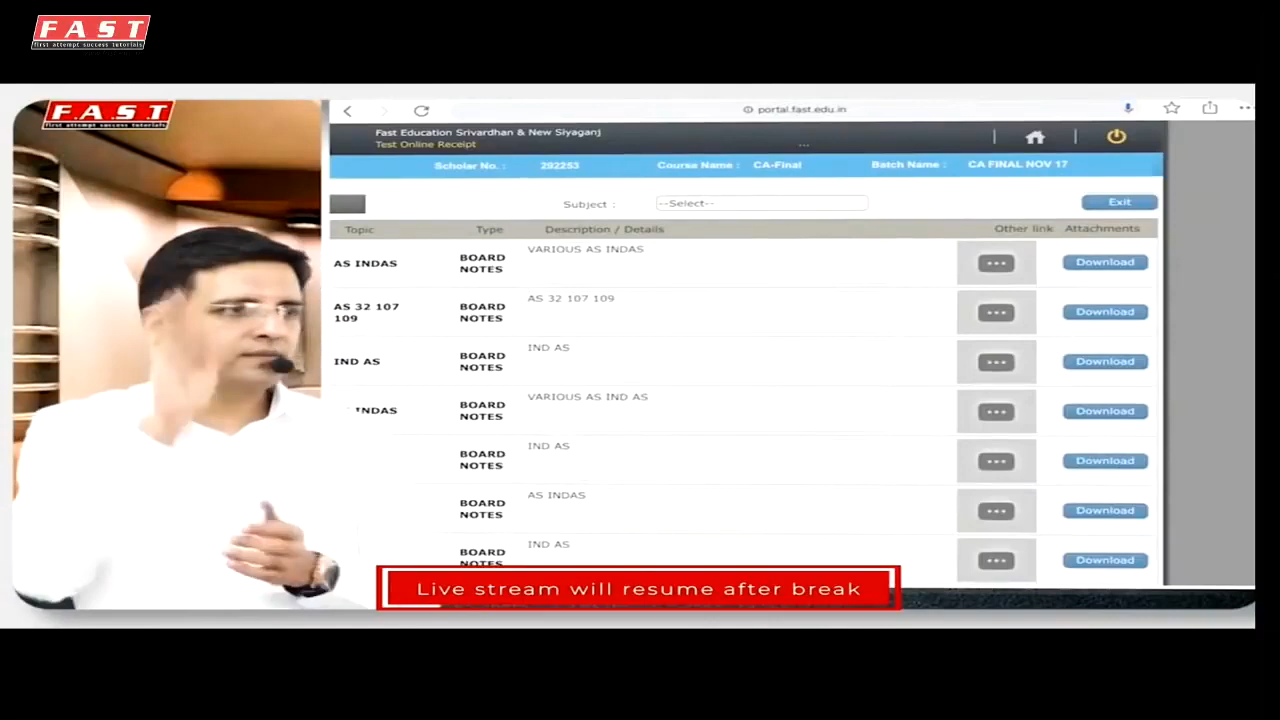 FAST
first attempt success tutorials
F.A.S.T
first attempt success tutorials
portal.fast.edu.in
Fast Education Srivardhan & New Siyaganj
Test Online Receipt
Scholar No. : 292253 Course Name : CA-Final Batch Name : CA FINAL NOV 17
Subject : --Select-- Exit
Topic Type Description / Details Other link Attachments
AS INDAS BOARD NOTES VARIOUS AS INDAS Download
AS 32 107 109 BOARD NOTES AS 32 107 109 Download
IND AS BOARD NOTES IND AS Download
INDAS BOARD NOTES VARIOUS AS IND AS Download
BOARD NOTES IND AS Download
BOARD NOTES AS INDAS Download
BOARD NOTES IND AS Download
Live stream will resume after break